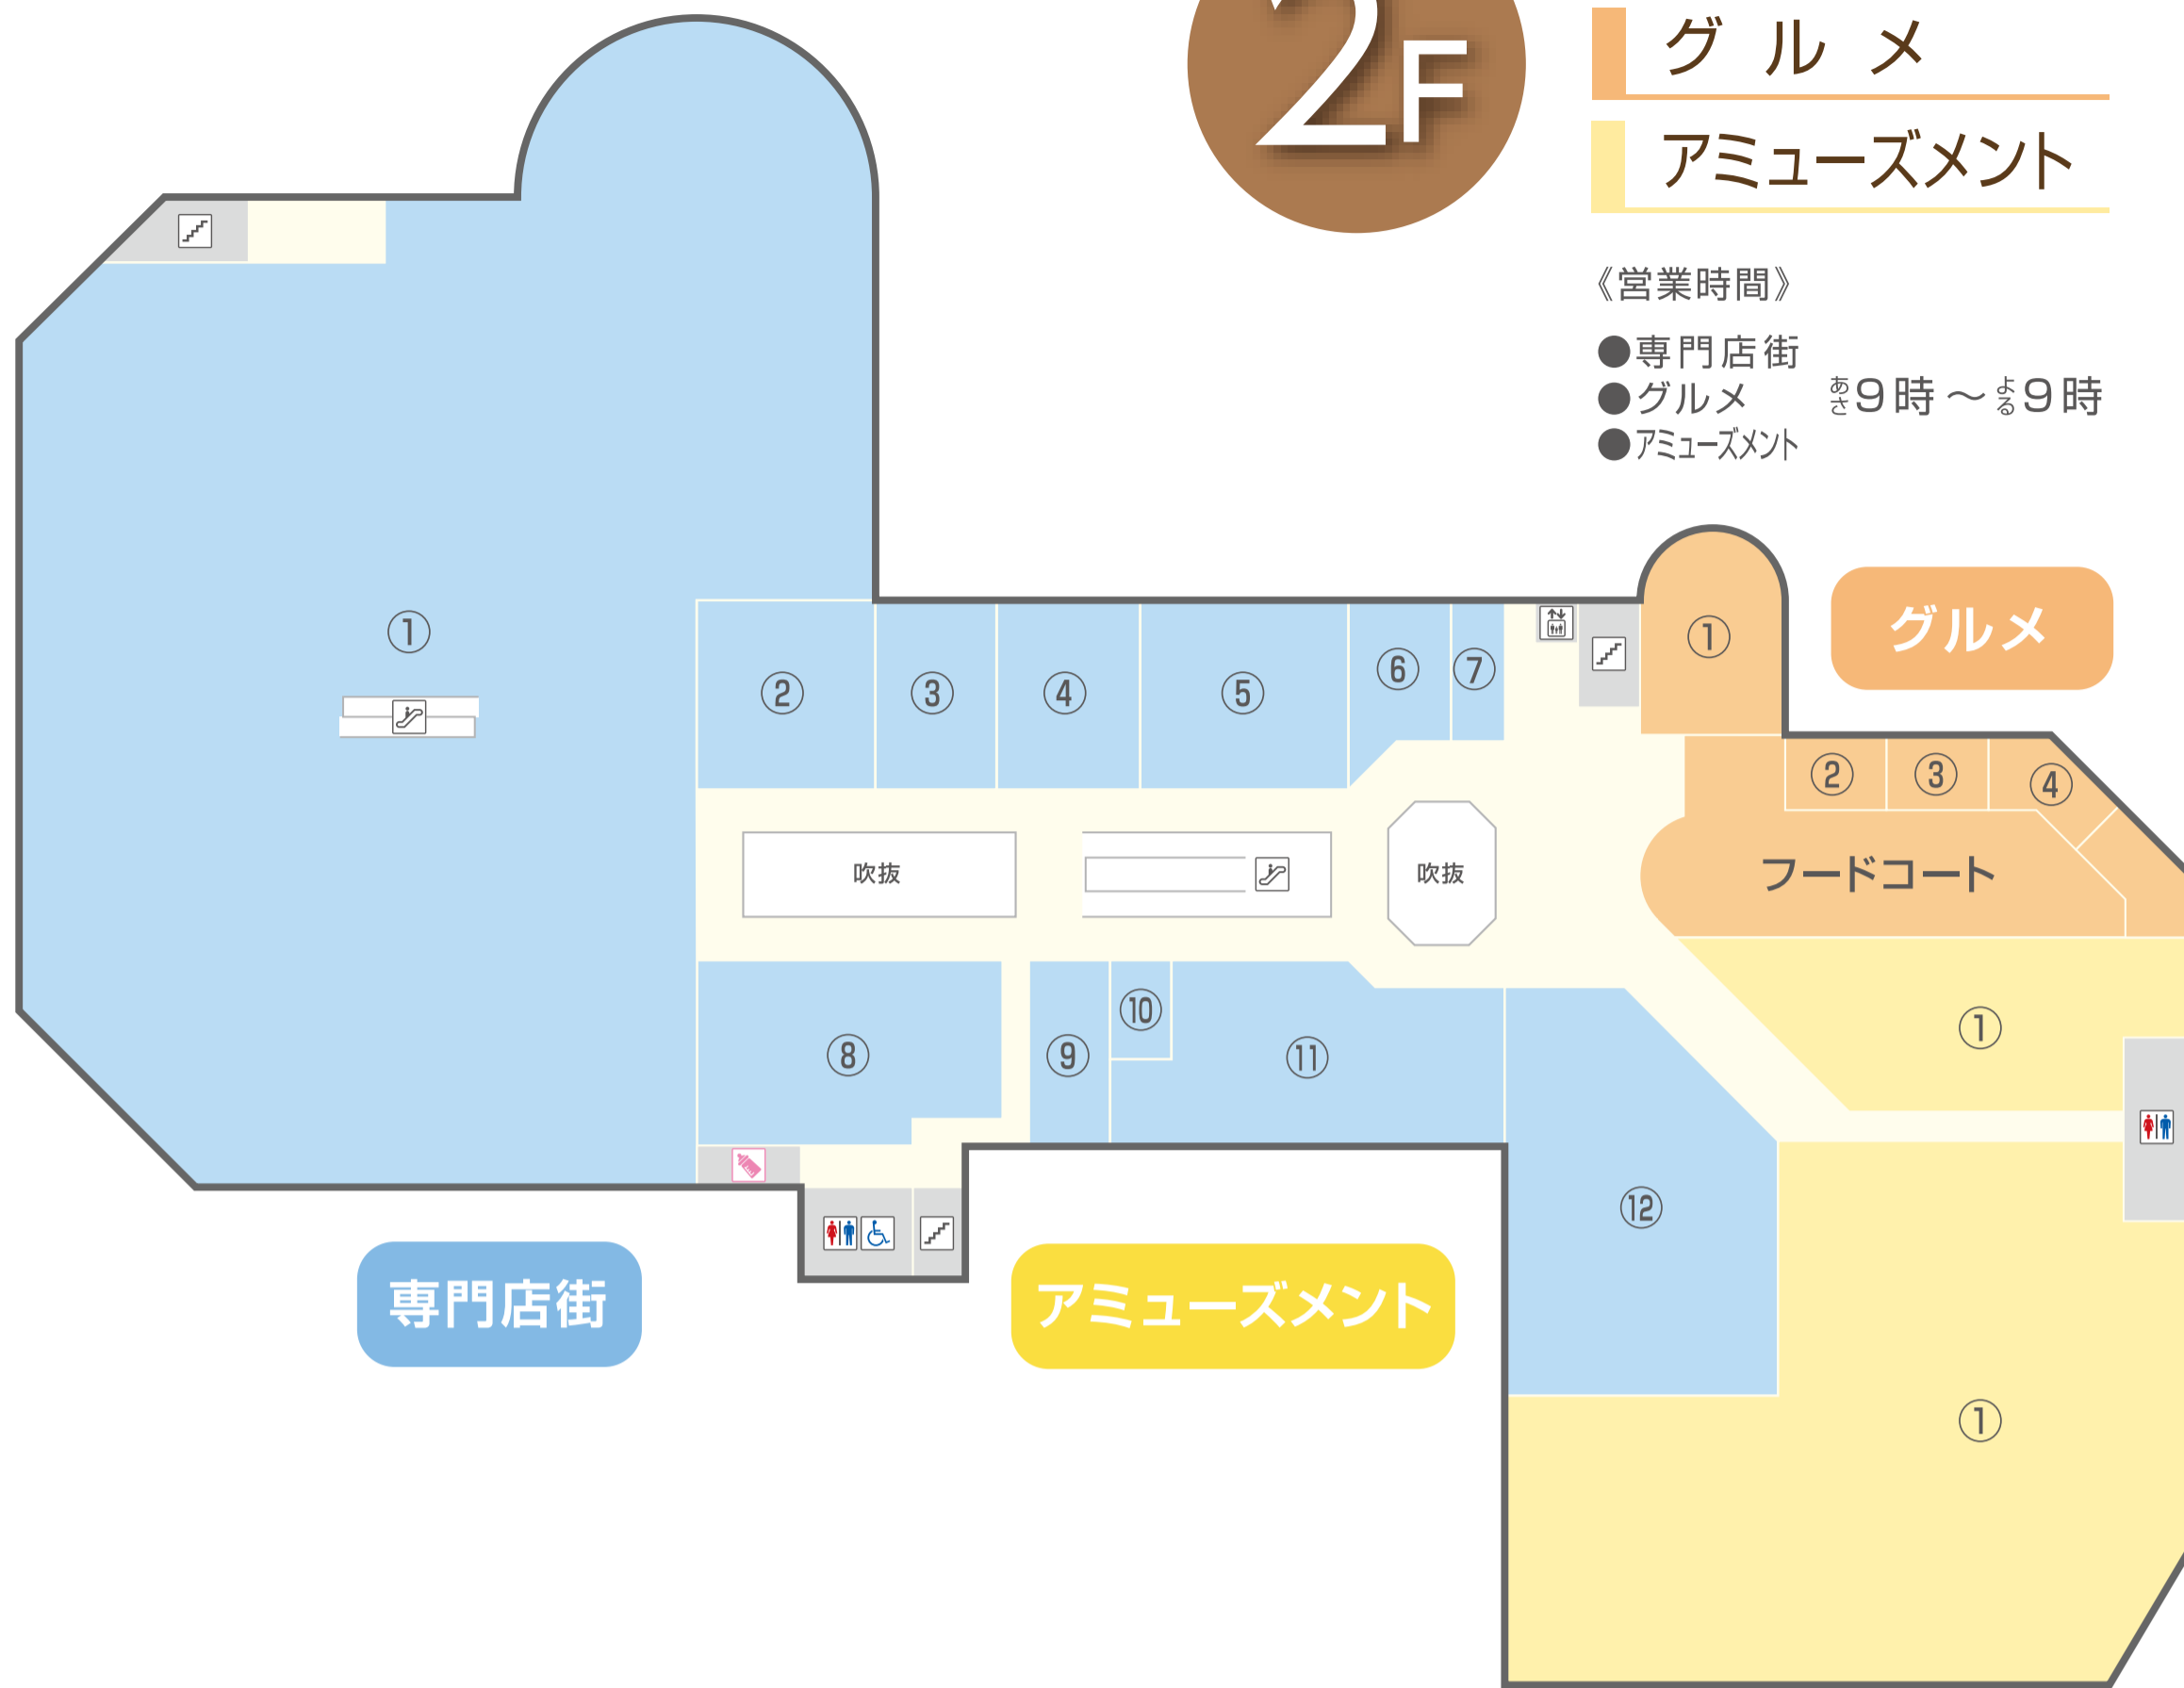 2F
グルメ
アミューズメント
《営業時間》
●専門店街
●グルメ
●アミューズメント
あさ9時～よる9時
①
グルメ
①
②
③
④
⑤
⑥
⑦
②
③
④
吹抜
吹抜
フードコート
⑧
⑨
⑩
⑪
①
⑫
専門店街
アミューズメント
①